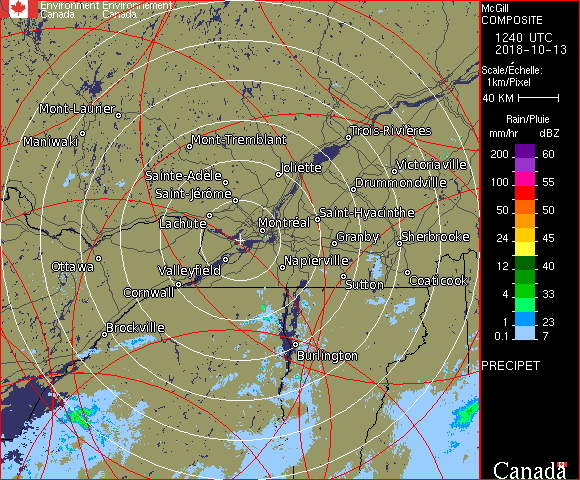 Environment Environnement
Canada Canada
McGill
COMPOSITE
1240 UTC
2018-10-13
Scale/Échelle:
1km/Pixel
40 KM
Rain/Pluie
mm/hr dBZ
200 60
100 55
50 50
24 45
12 40
4 33
1 23
0.1 7
PRECIPET
Canada
Mont-Laurier
Maniwaki
Mont-Tremblant
Trois-Rivières
Sainte-Adèle
Joliette
Victoriaville
Saint-Jérôme
Drummondville
Lachute
Montréal
Saint-Hyacinthe
Granby
Sherbrooke
Ottawa
Valleyfield
Napierville
Cornwall
Sutton
Coaticook
Brockville
Burlington